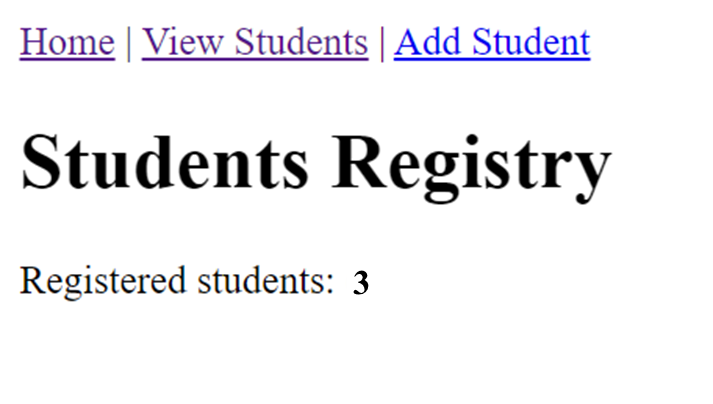 Home | View Students | Add Student
Students Registry
Registered students: 3